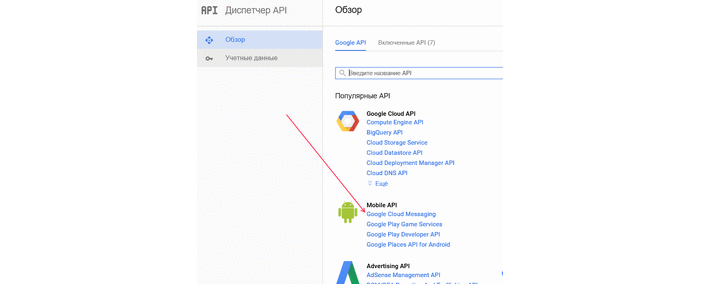 API Диспетчер API
Обзор
Учетные данные
Обзор
Google API Включенные API (7)
Введите название API
Популярные API
Google Cloud API
Compute Engine API
BigQuery API
Cloud Storage Service
Cloud Datastore API
Cloud Deployment Manager API
Cloud DNS API
Ещё
Mobile API
Google Cloud Messaging
Google Play Game Services
Google Play Developer API
Google Places API for Android
Advertising API
AdSense Management API